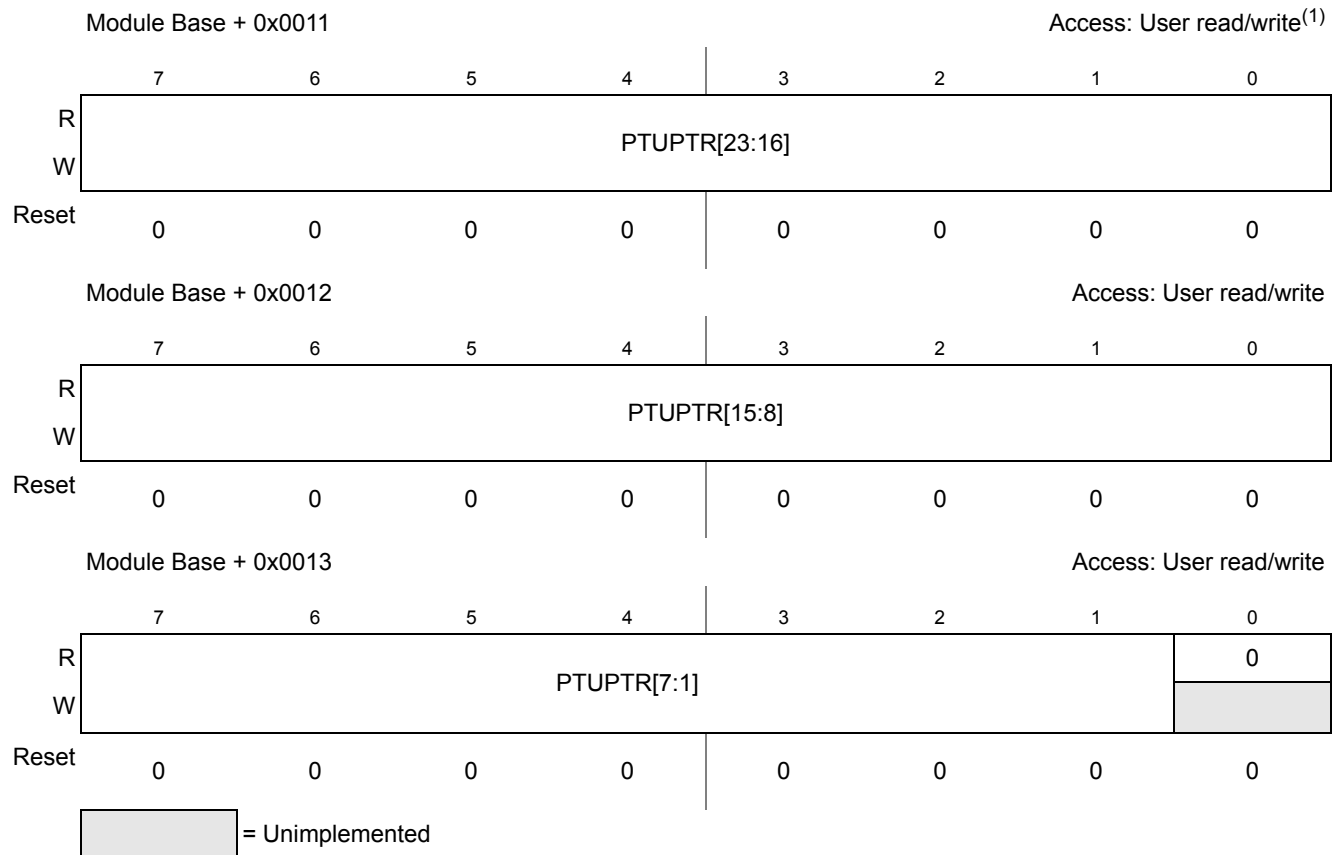 Module Base + 0x0011 Access: User read/write(1)
7 6 5 4 3 2 1 0
R
PTUPTR[23:16]
W
Reset 0 0 0 0 0 0 0 0
Module Base + 0x0012 Access: User read/write
7 6 5 4 3 2 1 0
R
PTUPTR[15:8]
W
Reset 0 0 0 0 0 0 0 0
Module Base + 0x0013 Access: User read/write
7 6 5 4 3 2 1 0
R 0
PTUPTR[7:1]
W
Reset 0 0 0 0 0 0 0 0
= Unimplemented